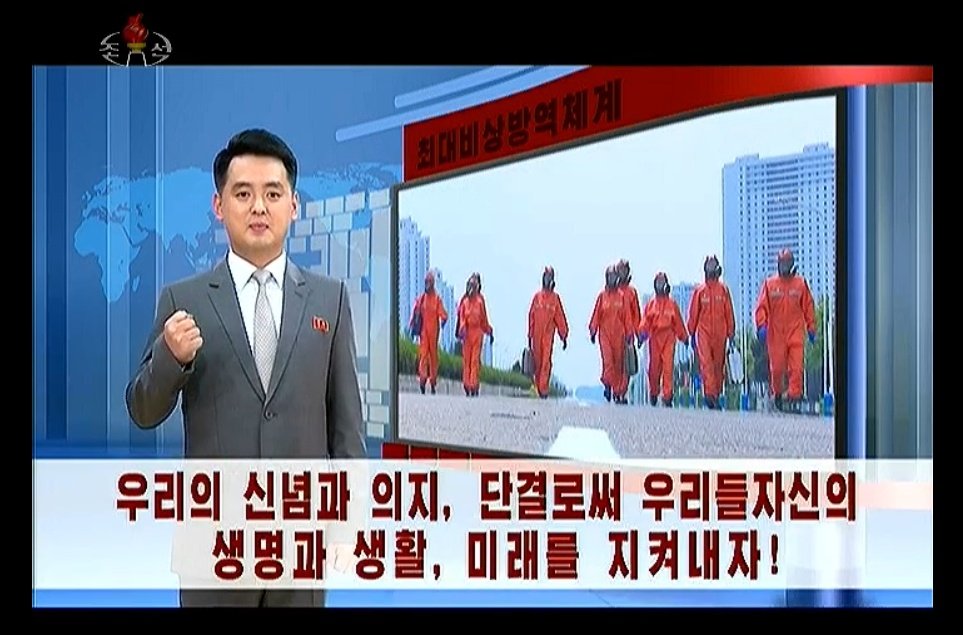 조선
최대비상방역체계
우리의 신념과 의지, 단결로써 우리들자신의
생명과 생활, 미래를 지켜내자!